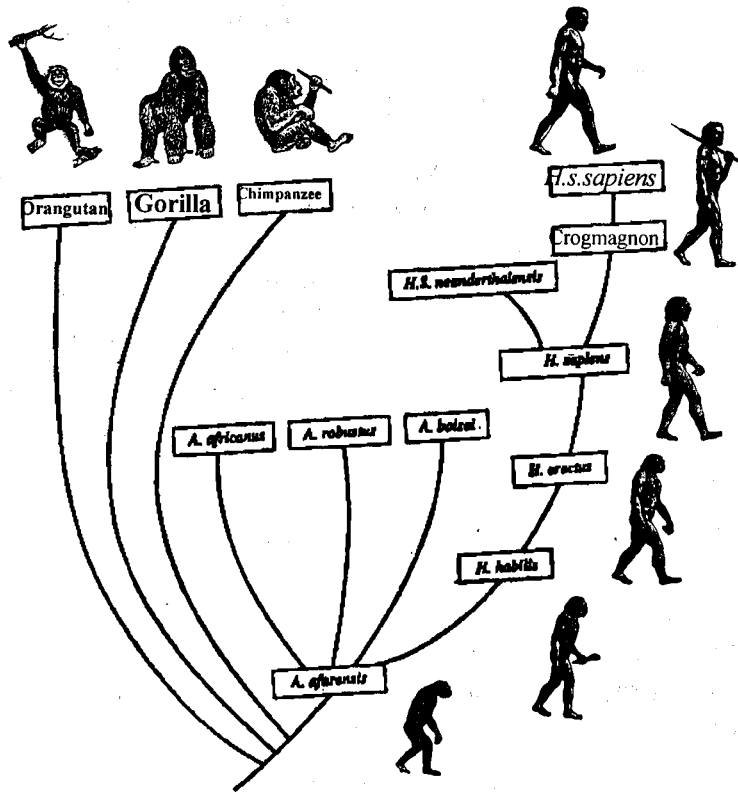 H.s.sapiens
Orangutan
Gorilla
Chimpanzee
Crogmagnon
H.S. neanderthalensis
H. sapiens
A. africanus
A. robustus
A. boisei.
H. erectus
H. habilis
A. afarensis